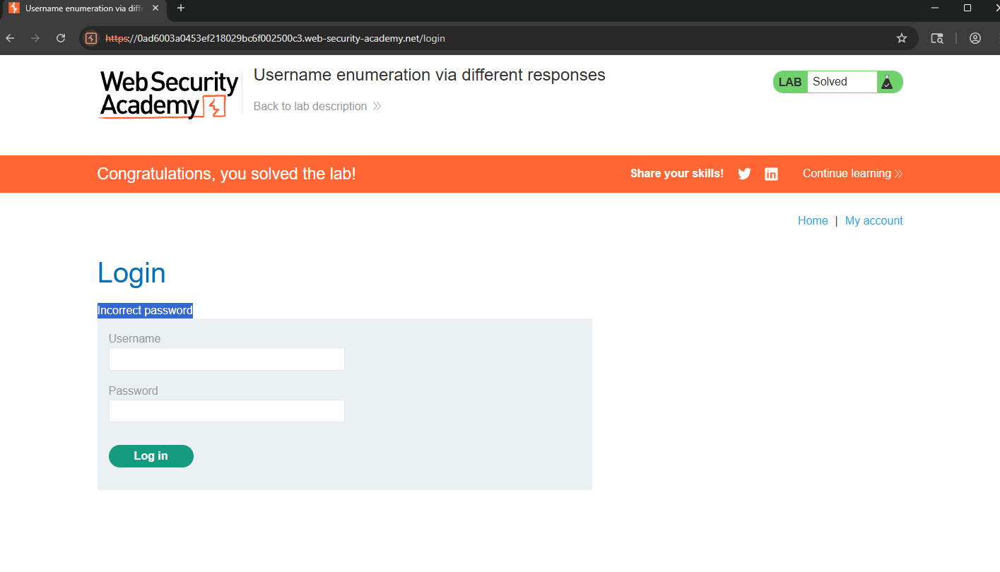 Username enumeration via diffe
https://0ad6003a0453ef218029bc6f002500c3.web-security-academy.net/login
Web Security
Academy
Username enumeration via different responses
Back to lab description
LAB Solved
Congratulations, you solved the lab!
Share your skills!
Continue learning
Home | My account
Login
Incorrect password
Username
Password
Log in